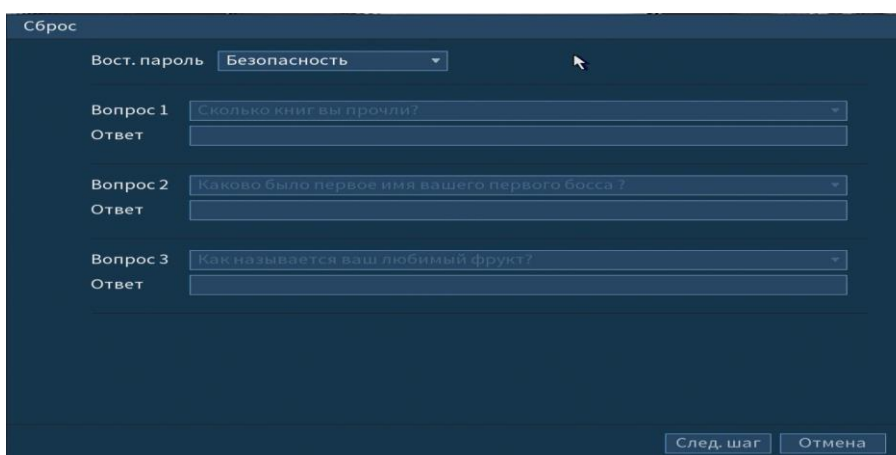 Сброс
Вост. пароль Безопасность
Вопрос 1 Сколько книг вы прочли?
Ответ
Вопрос 2 Каково было первое имя вашего первого босса ?
Ответ
Вопрос 3 Как называется ваш любимый фрукт?
Ответ
След. шаг Отмена